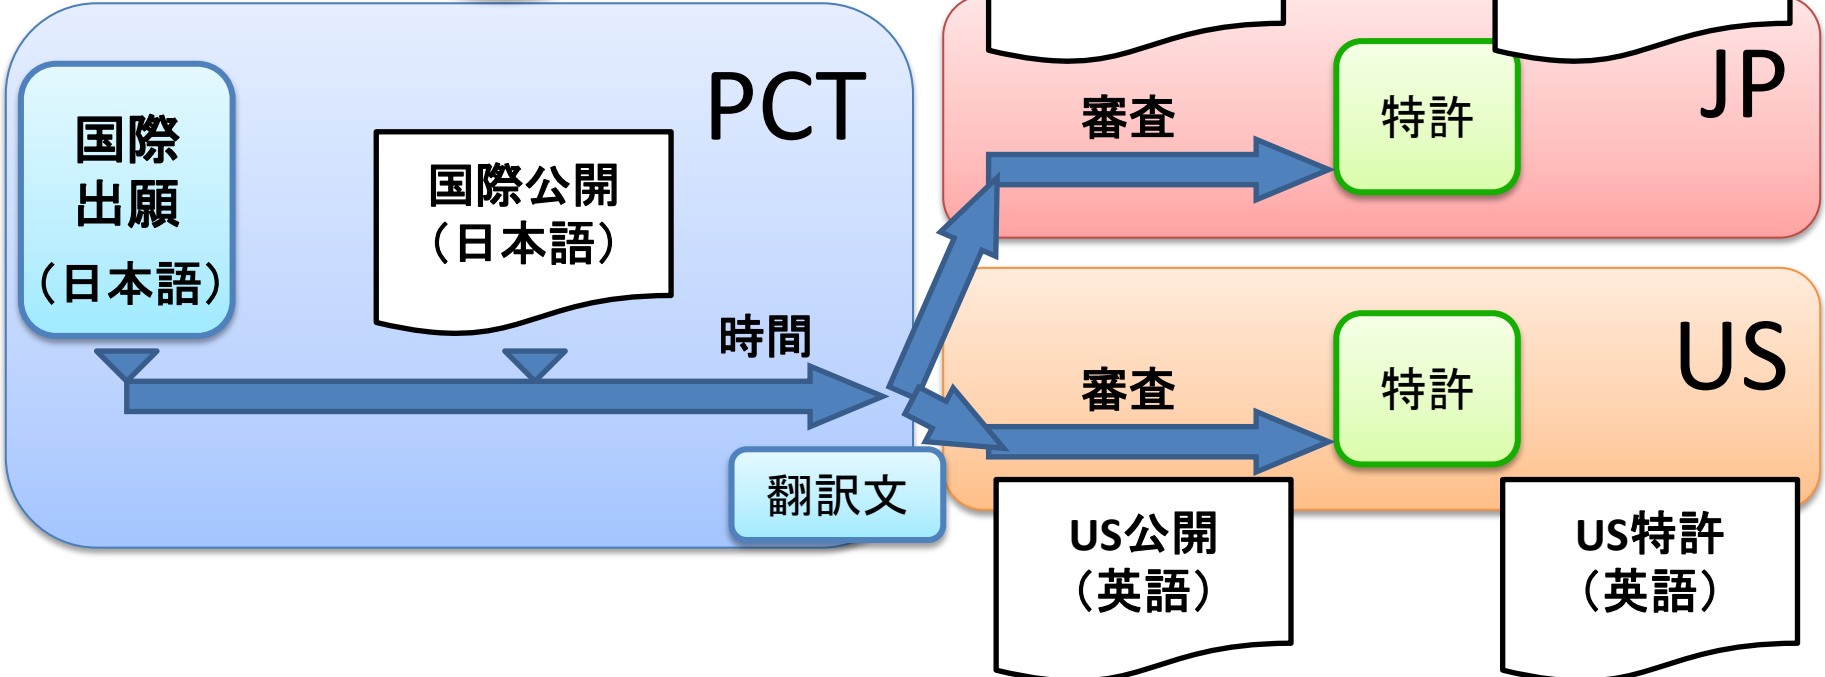 PCT
国際
出願
（日本語）
国際公開
（日本語）
時間
翻訳文
JP
審査
特許
US
審査
特許
US公開
（英語）
US特許
（英語）